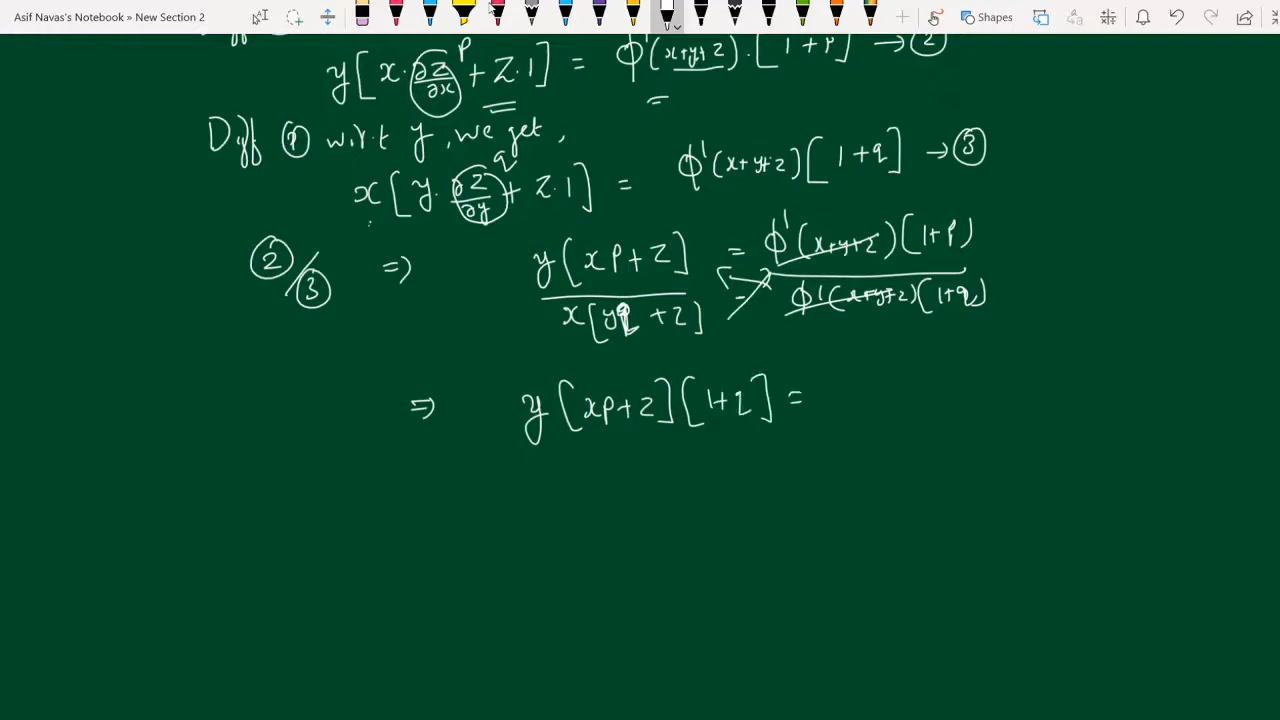 Asif Navas's Notebook » New Section 2
Shapes
y[x.∂z/∂x + z.1] = ϕ'(x+y+z).[1+p] → ②
p
Diff ① w.r.t y, we get,
x[y.∂z/∂y + z.1] = ϕ'(x+y+z)[1+q] → ③
q
②/③ => y[xp+z] / x[yq+z] = ϕ'(x+y+z)(1+p) / ϕ'(x+y+z)(1+q)
=> y[xp+z][1+q] =